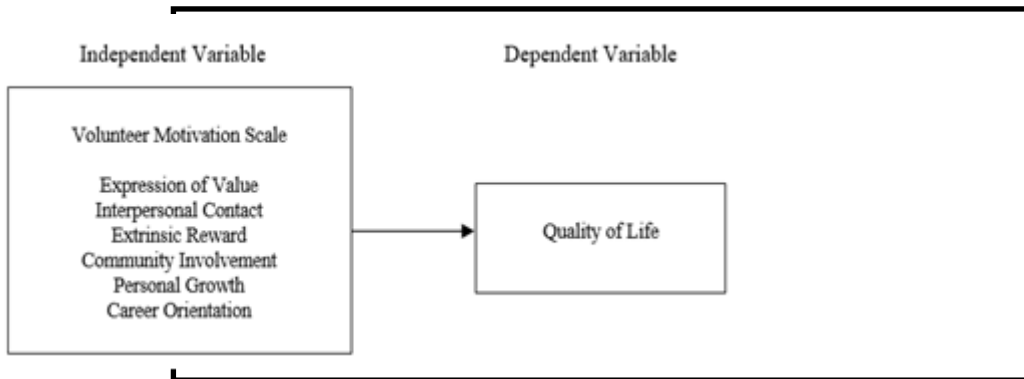 Independent Variable
Dependent Variable
Volunteer Motivation Scale
Expression of Value
Interpersonal Contact
Extrinsic Reward
Community Involvement
Personal Growth
Career Orientation
Quality of Life